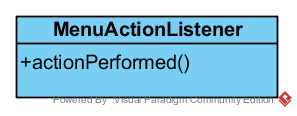 MenuActionListener
+actionPerformed()
Powered By Visual Paradigm Community Edition